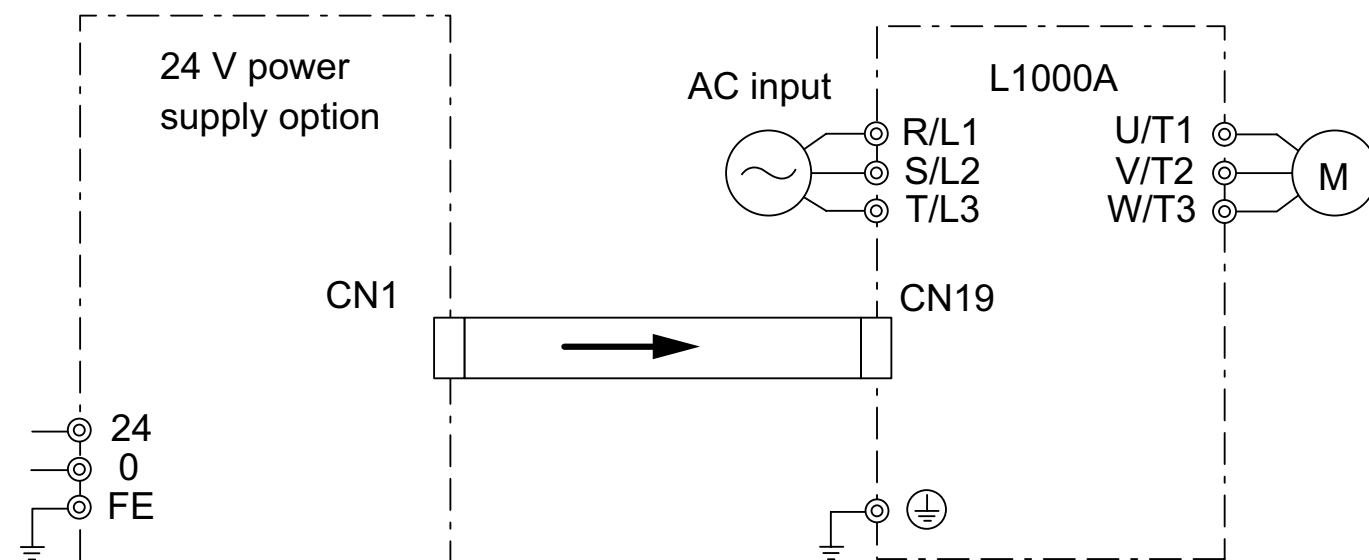 24 V power
supply option
CN1
24
0
FE
AC input
L1000A
R/L1
S/L2
T/L3
U/T1
V/T2
W/T3
M
CN19